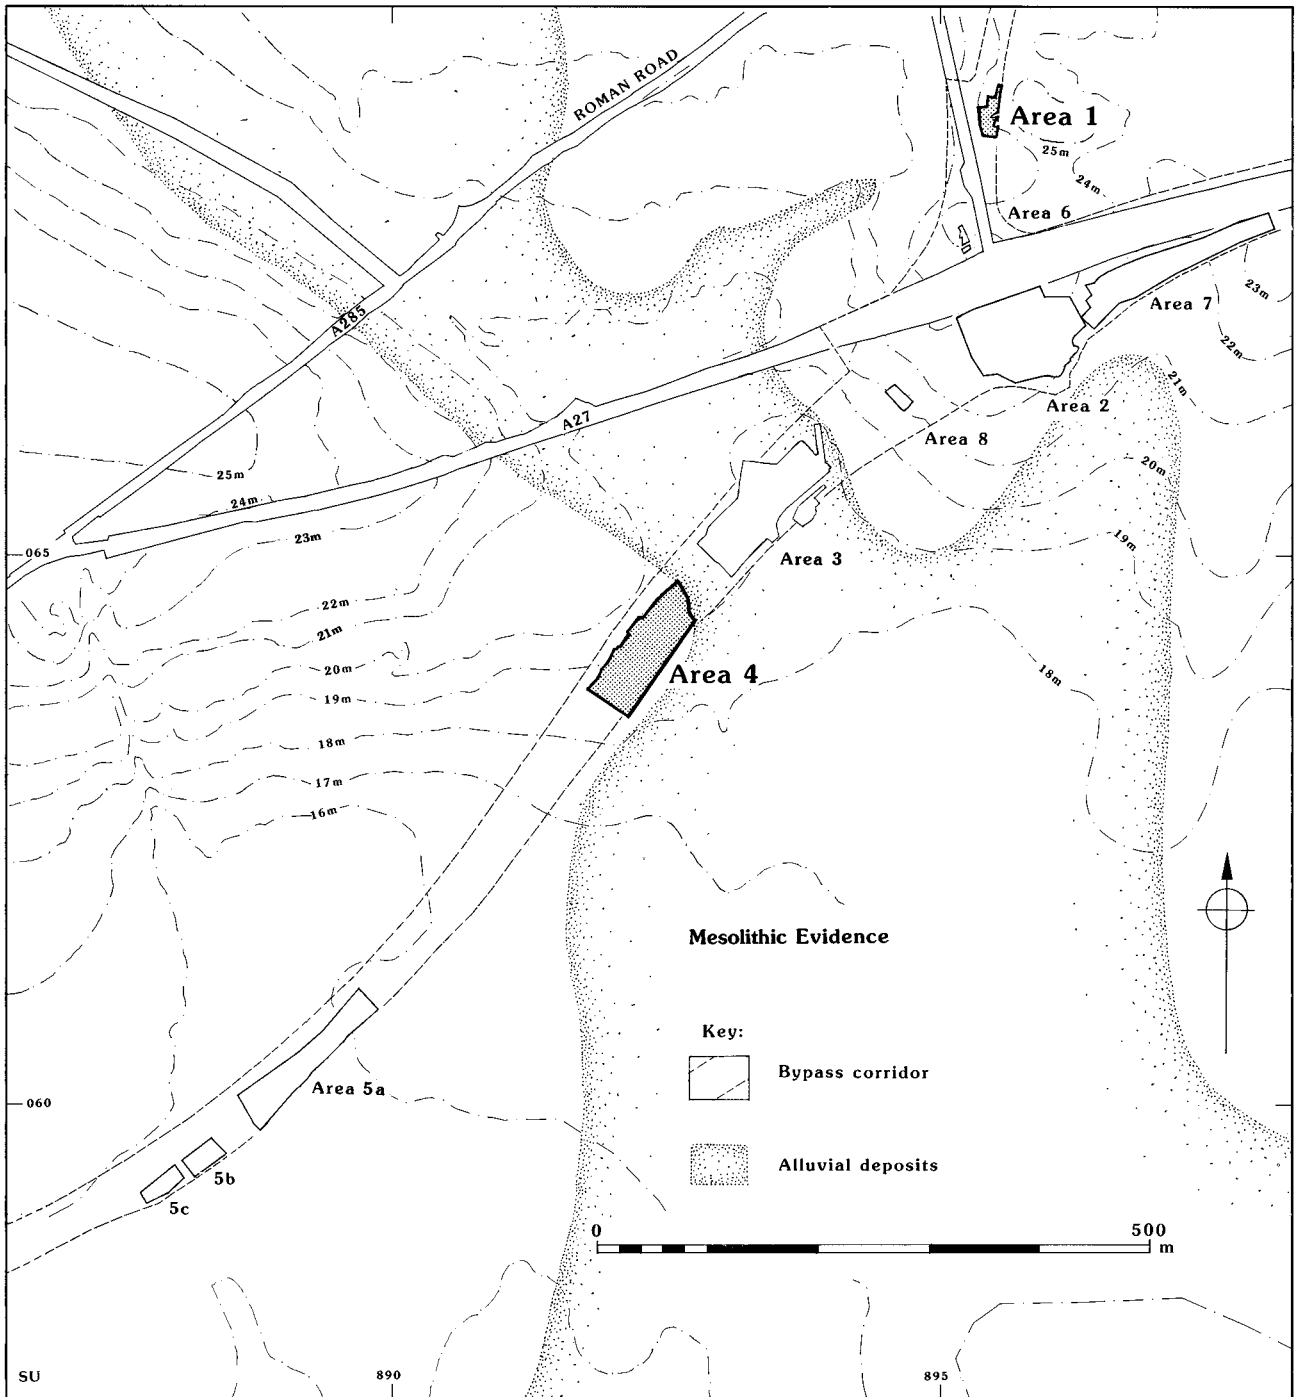 ROMAN ROAD
Area 1
25m
24m
Area 6
Area 7
23m
22m
A285
21m
Area 2
A27
Area 8
20m
25m
24m
23m
19m
065
Area 3
22m
21m
20m
Area 4
18m
19m
18m
17m
16m
Mesolithic Evidence
Key:
Bypass corridor
Area 5a
060
Alluvial deposits
5b
5c
0
500
m
SU
890
895